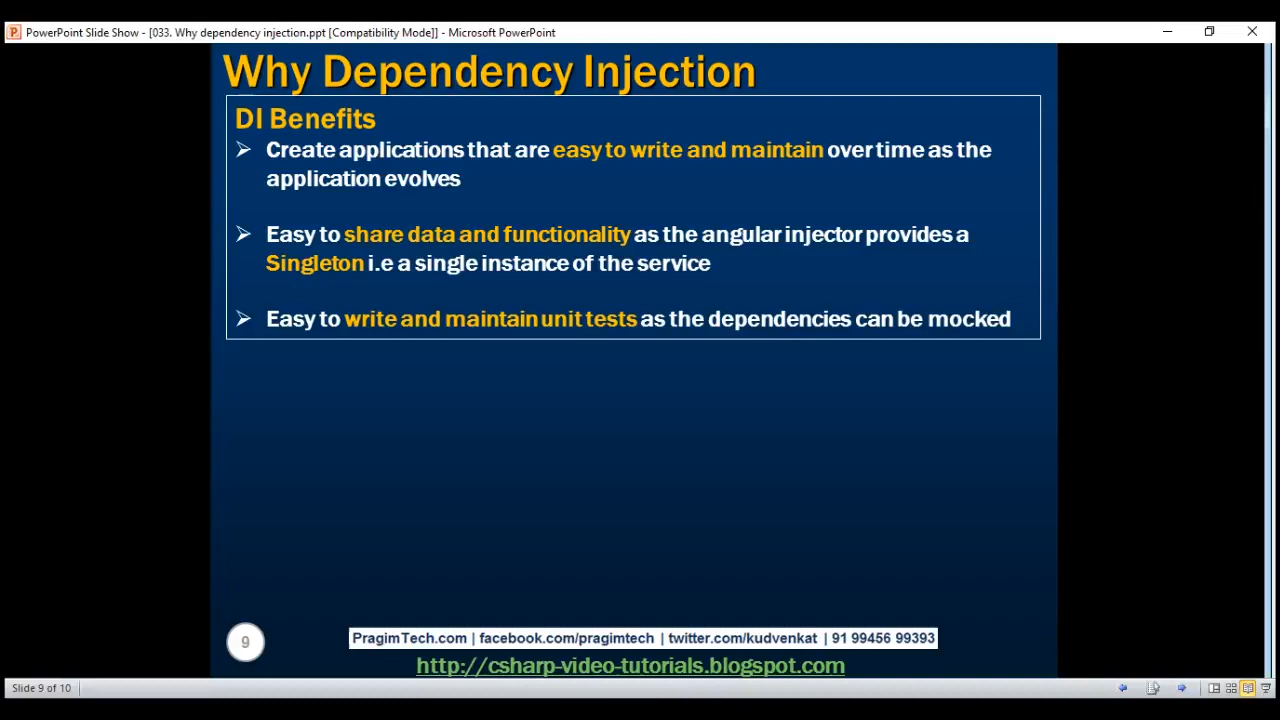 PowerPoint Slide Show - [033. Why dependency injection.ppt [Compatibility Mode]] - Microsoft PowerPoint
Why Dependency Injection
DI Benefits
Create applications that are easy to write and maintain over time as the
application evolves
Easy to share data and functionality as the angular injector provides a
Singleton i.e a single instance of the service
Easy to write and maintain unit tests as the dependencies can be mocked
9
PragimTech.com | facebook.com/pragimtech | twitter.com/kudvenkat | 91 99456 99393
http://csharp-video-tutorials.blogspot.com
Slide 9 of 10